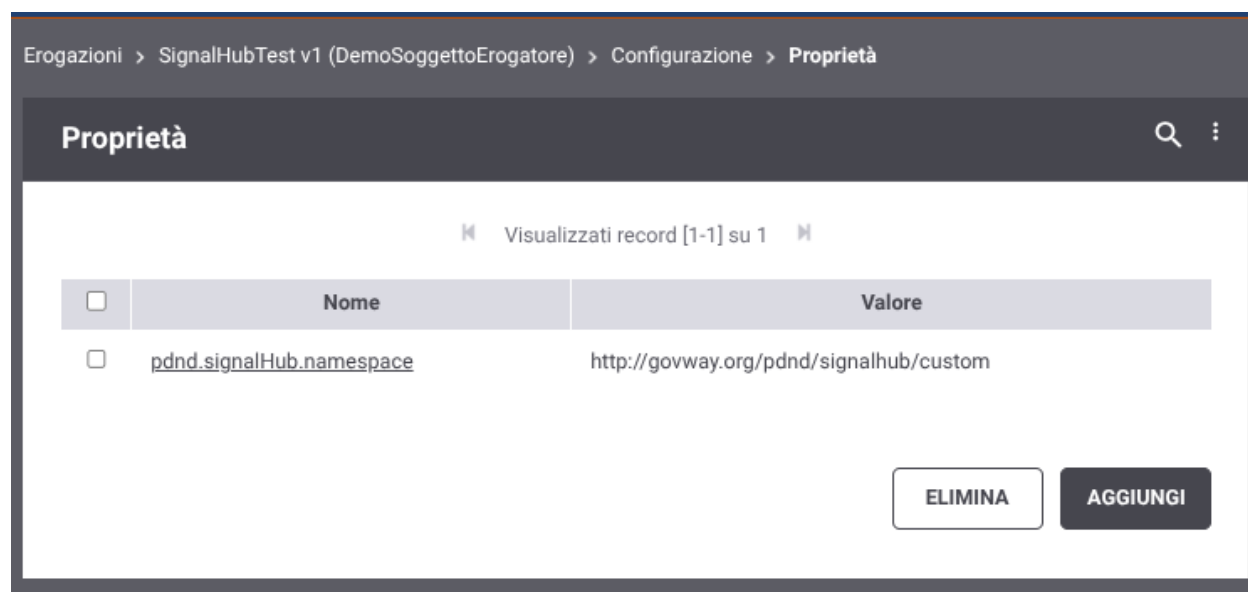 Erogazioni > SignalHubTest v1 (DemoSoggettoErogatore) > Configurazione > Proprietà
Proprietà
Visualizzati record [1-1] su 1
Nome Valore
pdnd.signalHub.namespace http://govway.org/pdnd/signalhub/custom
ELIMINA AGGIUNGI